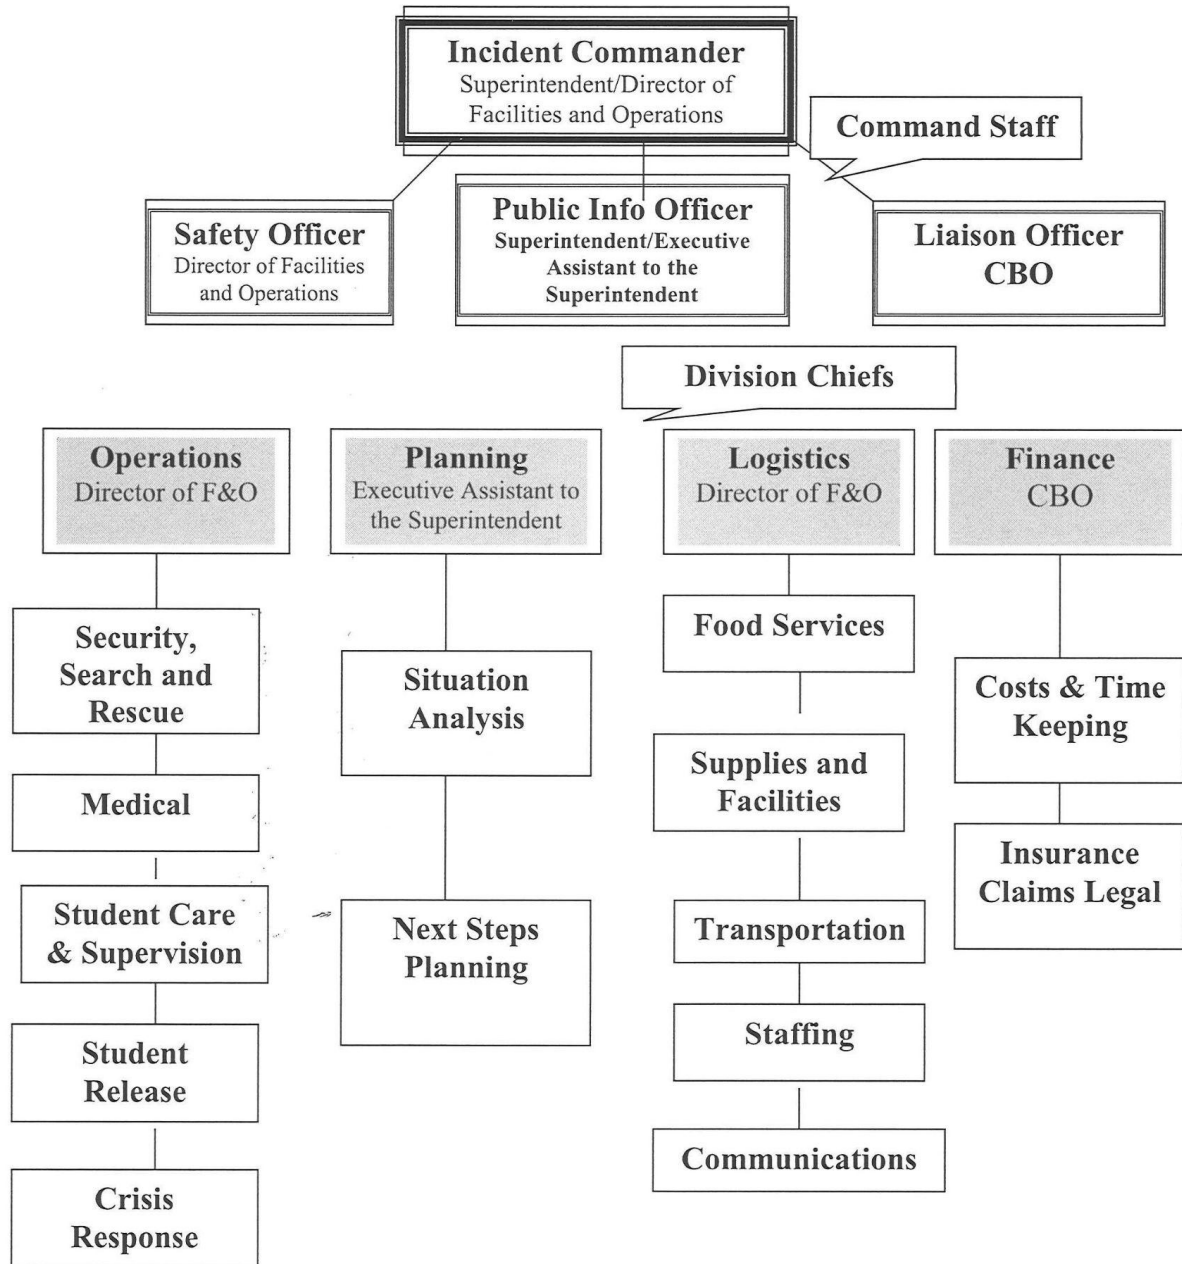 Incident Commander
Superintendent/Director of
Facilities and Operations
Command Staff
Safety Officer
Director of Facilities
and Operations
Public Info Officer
Superintendent/Executive
Assistant to the
Superintendent
Liaison Officer
CBO
Division Chiefs
Operations
Director of F&O
Planning
Executive Assistant to
the Superintendent
Logistics
Director of F&O
Finance
CBO
Security,
Search and
Rescue
Medical
Student Care
& Supervision
Student
Release
Crisis
Response
Situation
Analysis
Next Steps
Planning
Food Services
Supplies and
Facilities
Transportation
Staffing
Communications
Costs & Time
Keeping
Insurance
Claims Legal